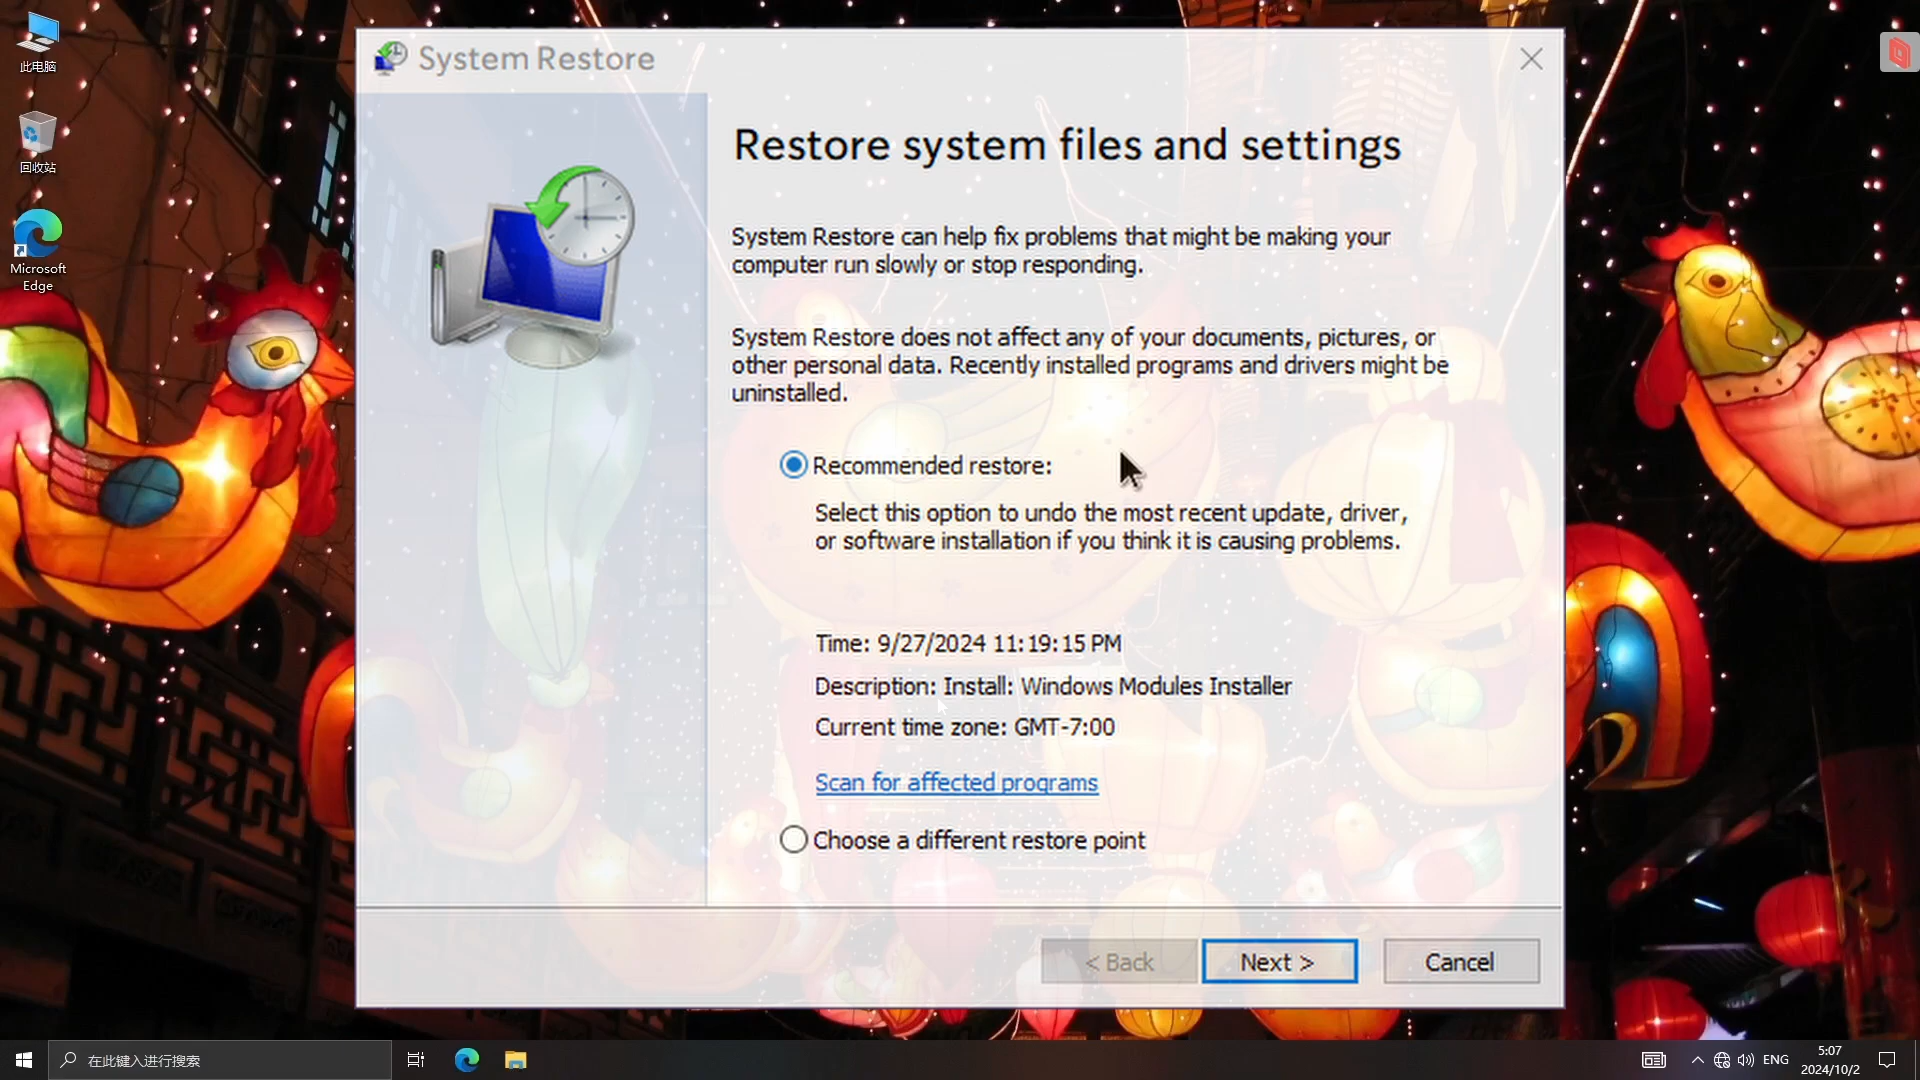 此电脑
回收站
Microsoft
Edge
System Restore
Restore system files and settings
System Restore can help fix problems that might be making your
computer run slowly or stop responding.
System Restore does not affect any of your documents, pictures, or
other personal data. Recently installed programs and drivers might be
uninstalled.
Recommended restore:
Select this option to undo the most recent update, driver,
or software installation if you think it is causing problems.
Time: 9/27/2024 11:19:15 PM
Description: Install: Windows Modules Installer
Current time zone: GMT-7:00
Scan for affected programs
Choose a different restore point
< Back
Next >
Cancel
在此键入进行搜索
ENG
5:07
2024/10/2